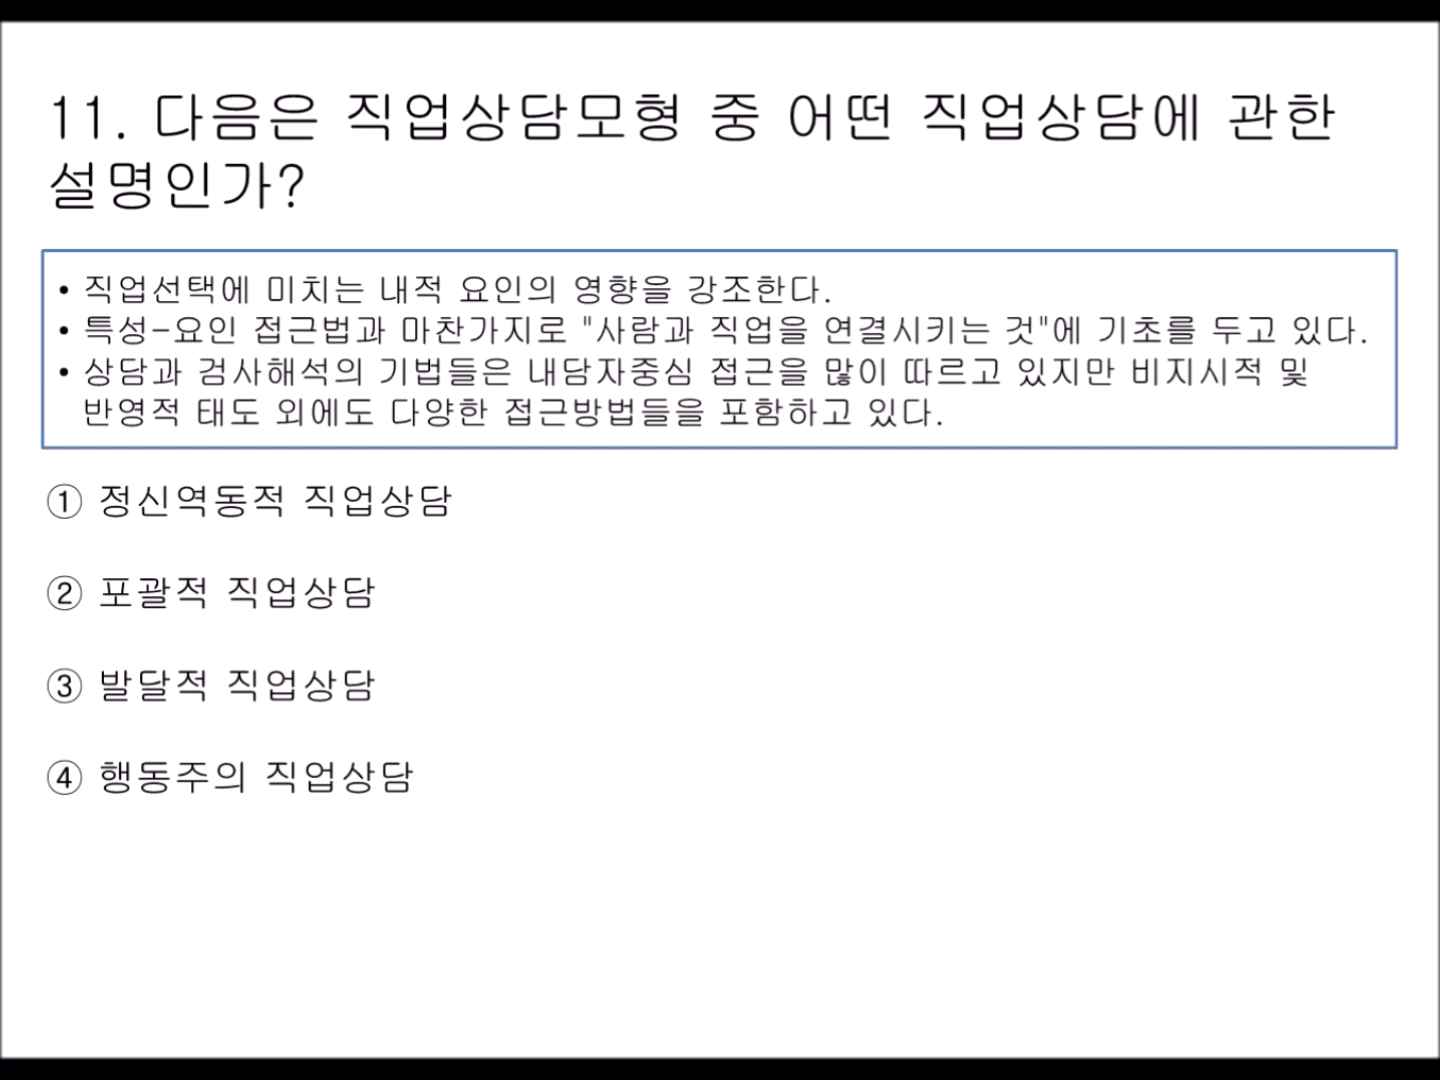 11. 다음은 직업상담모형 중 어떤 직업상담에 관한
설명인가?
• 직업선택에 미치는 내적 요인의 영향을 강조한다.
• 특성-요인 접근법과 마찬가지로 "사람과 직업을 연결시키는 것"에 기초를 두고 있다.
• 상담과 검사해석의 기법들은 내담자중심 접근을 많이 따르고 있지만 비지시적 및
반영적 태도 외에도 다양한 접근방법들을 포함하고 있다.
① 정신역동적 직업상담
② 포괄적 직업상담
③ 발달적 직업상담
④ 행동주의 직업상담